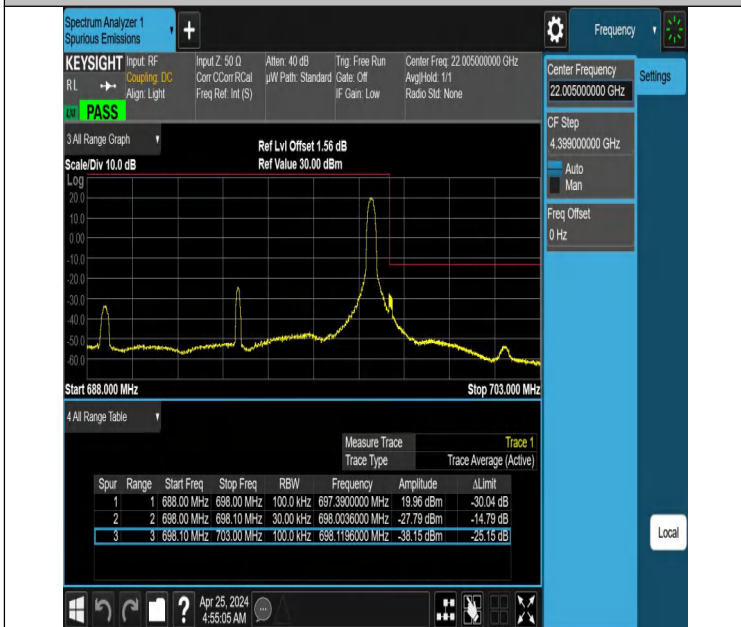 Spectrum Analyzer 1
Spurious Emissions
+
Frequency
KEYSIGHT
RL
Input: RF
Coupling: DC
Align: Light
Input Z: 50 Ω
Corr CCorr RCal
Freq Ref: Int (S)
Atten: 40 dB
µW Path: Standard
Trig: Free Run
Gate: Off
IF Gain: Low
Center Freq: 22.005000000 GHz
Avg|Hold: 1/1
Radio Std: None
PASS
Center Frequency
22.005000000 GHz
Settings
CF Step
4.399000000 GHz
Auto
Man
Freq Offset
0 Hz
3 All Range Graph
Ref Lvl Offset 1.56 dB
Scale/Div 10.0 dB
Ref Value 30.00 dBm
Log
20.0
10.0
0.00
-10.0
-20.0
-30.0
-40.0
-50.0
-60.0
Start 688.000 MHz
Stop 703.000 MHz
4 All Range Table
Measure Trace Trace 1
Trace Type Trace Average (Active)
Spur Range Start Freq Stop Freq RBW Frequency Amplitude ΔLimit
1 1 688.00 MHz 698.00 MHz 100.0 kHz 697.3900000 MHz 19.96 dBm -30.04 dB
2 2 698.00 MHz 698.10 MHz 30.00 kHz 698.0036000 MHz -27.79 dBm -14.79 dB
3 3 698.10 MHz 703.00 MHz 100.0 kHz 698.1196000 MHz -38.15 dBm -25.15 dB
Local
?
Apr 25, 2024
4:55:05 AM